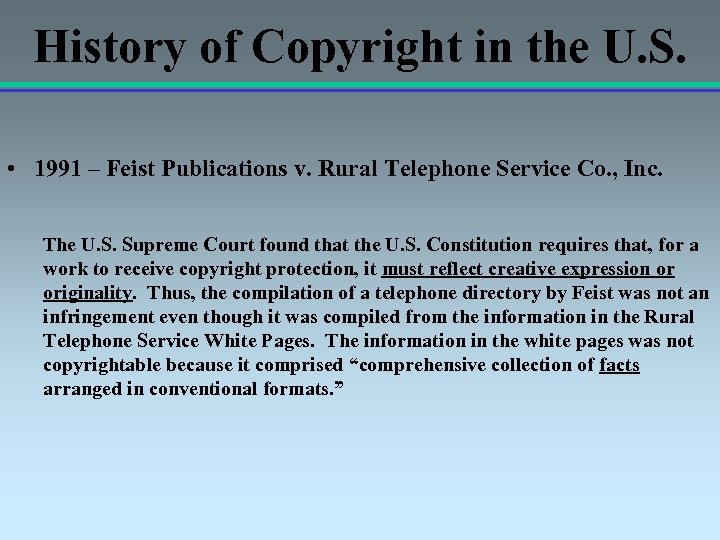 History of Copyright in the U. S.
• 1991 – Feist Publications v. Rural Telephone Service Co. , Inc.
The U. S. Supreme Court found that the U. S. Constitution requires that, for a
work to receive copyright protection, it must reflect creative expression or
originality. Thus, the compilation of a telephone directory by Feist was not an
infringement even though it was compiled from the information in the Rural
Telephone Service White Pages. The information in the white pages was not
copyrightable because it comprised “comprehensive collection of facts
arranged in conventional formats. ”